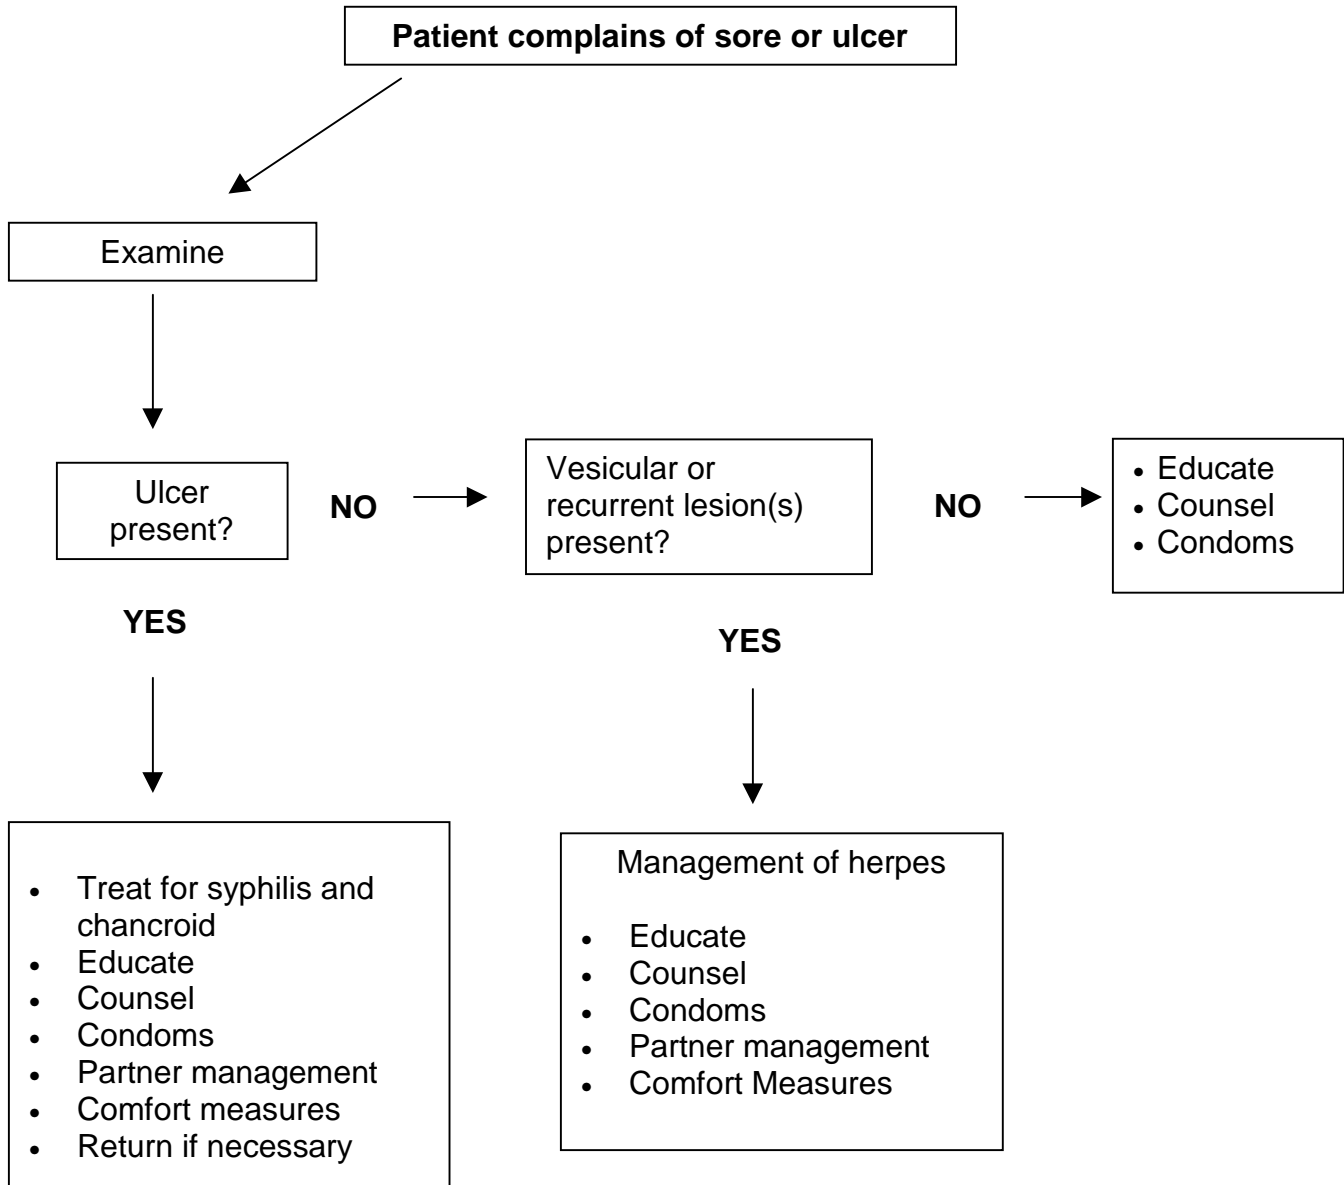 Patient complains of sore or ulcer
Examine
Ulcer
present?
NO
Vesicular or
recurrent lesion(s)
present?
NO
• Educate
• Counsel
• Condoms
YES
YES
• Treat for syphilis and
chancroid
• Educate
• Counsel
• Condoms
• Partner management
• Comfort measures
• Return if necessary
Management of herpes
• Educate
• Counsel
• Condoms
• Partner management
• Comfort Measures